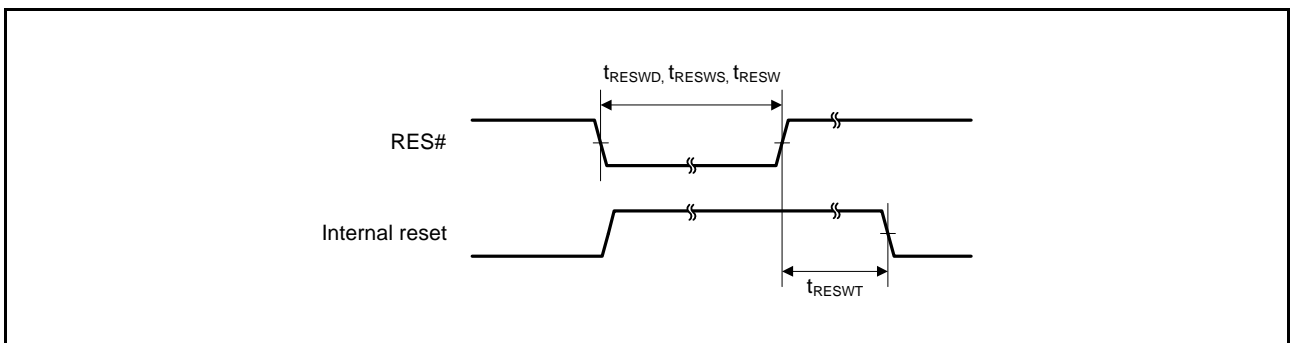 tRESWD, tRESWS, tRESW
RES#
Internal reset
tRESWT